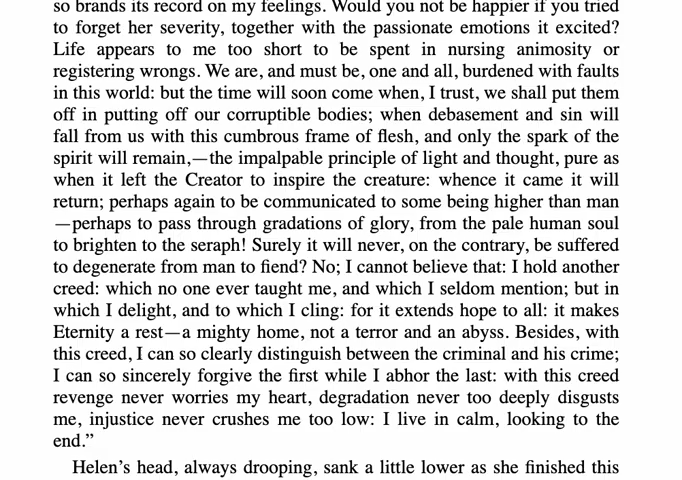 so brands its record on my feelings. Would you not be happier if you tried
to forget her severity, together with the passionate emotions it excited?
Life appears to me too short to be spent in nursing animosity or
registering wrongs. We are, and must be, one and all, burdened with faults
in this world: but the time will soon come when, I trust, we shall put them
off in putting off our corruptible bodies; when debasement and sin will
fall from us with this cumbrous frame of flesh, and only the spark of the
spirit will remain,—the impalpable principle of light and thought, pure as
when it left the Creator to inspire the creature: whence it came it will
return; perhaps again to be communicated to some being higher than man
—perhaps to pass through gradations of glory, from the pale human soul
to brighten to the seraph! Surely it will never, on the contrary, be suffered
to degenerate from man to fiend? No; I cannot believe that: I hold another
creed: which no one ever taught me, and which I seldom mention; but in
which I delight, and to which I cling: for it extends hope to all: it makes
Eternity a rest—a mighty home, not a terror and an abyss. Besides, with
this creed, I can so clearly distinguish between the criminal and his crime;
I can so sincerely forgive the first while I abhor the last: with this creed
revenge never worries my heart, degradation never too deeply disgusts
me, injustice never crushes me too low: I live in calm, looking to the
end.”
Helen’s head, always drooping, sank a little lower as she finished this